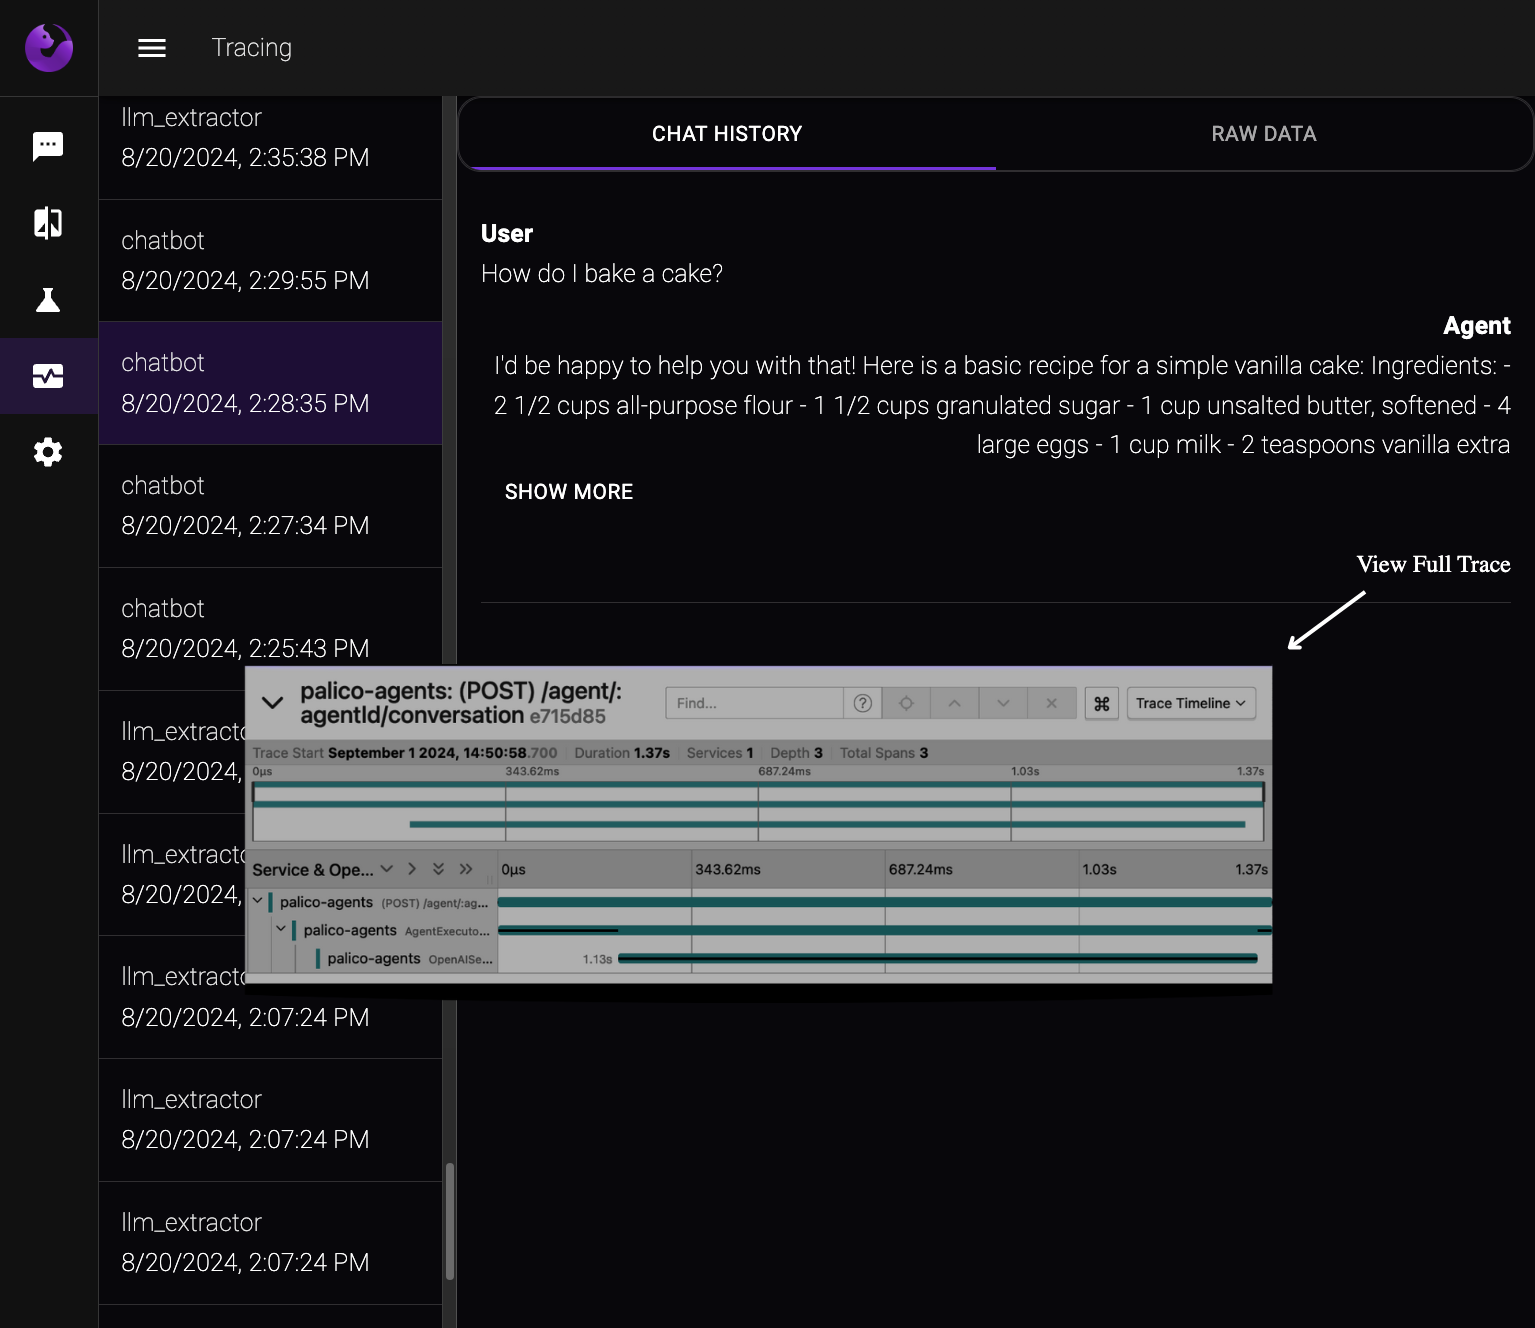 Tracing
llm_extractor
8/20/2024, 2:35:38 PM
chatbot
8/20/2024, 2:29:55 PM
chatbot
8/20/2024, 2:28:35 PM
chatbot
8/20/2024, 2:27:34 PM
chatbot
8/20/2024, 2:25:43 PM
llm_extracto
8/20/2024,
llm_extracto
8/20/2024,
llm_extracto
8/20/2024, 2:07:24 PM
llm_extractor
8/20/2024, 2:07:24 PM
llm_extractor
8/20/2024, 2:07:24 PM
CHAT HISTORY
RAW DATA
User
How do I bake a cake?
Agent
I'd be happy to help you with that! Here is a basic recipe for a simple vanilla cake: Ingredients: -
2 1/2 cups all-purpose flour - 1 1/2 cups granulated sugar - 1 cup unsalted butter, softened - 4
large eggs - 1 cup milk - 2 teaspoons vanilla extra
SHOW MORE
View Full Trace
palico-agents: (POST) /agent/:
agentId/conversation e715d85
Find...
Trace Timeline
Trace Start September 1 2024, 14:50:58.700 Duration 1.37s Services 1 Depth 3 Total Spans 3
0μs 343.62ms 687.24ms 1.03s 1.37s
Service & Ope... 0μs 343.62ms 687.24ms 1.03s 1.37s
palico-agents (POST) /agent/:ag...
palico-agents AgentExecuto...
palico-agents OpenAISe... 1.13s